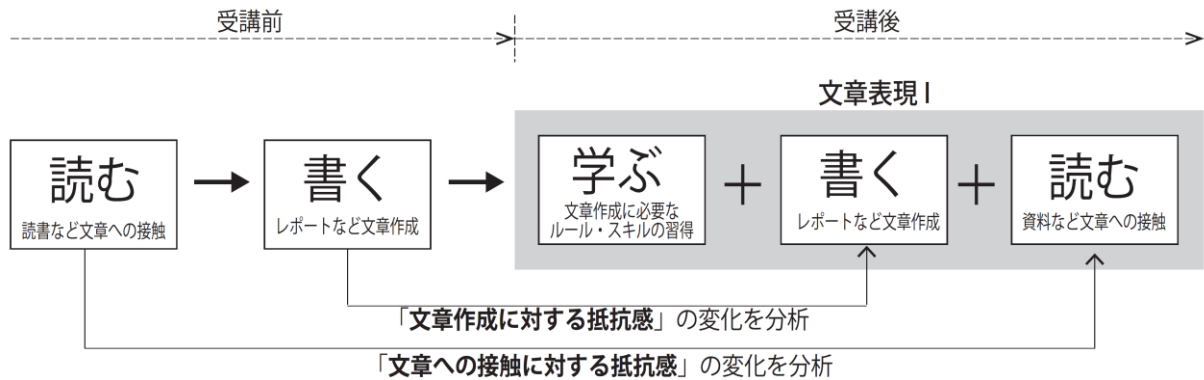 受講前
受講後
文章表現 I
読む
読書など文章への接触
書く
レポートなど文章作成
学ぶ
文章作成に必要な
ルール・スキルの習得
+
書く
レポートなど文章作成
+
読む
資料など文章への接触
「文章作成に対する抵抗感」の変化を分析
「文章への接触に対する抵抗感」の変化を分析